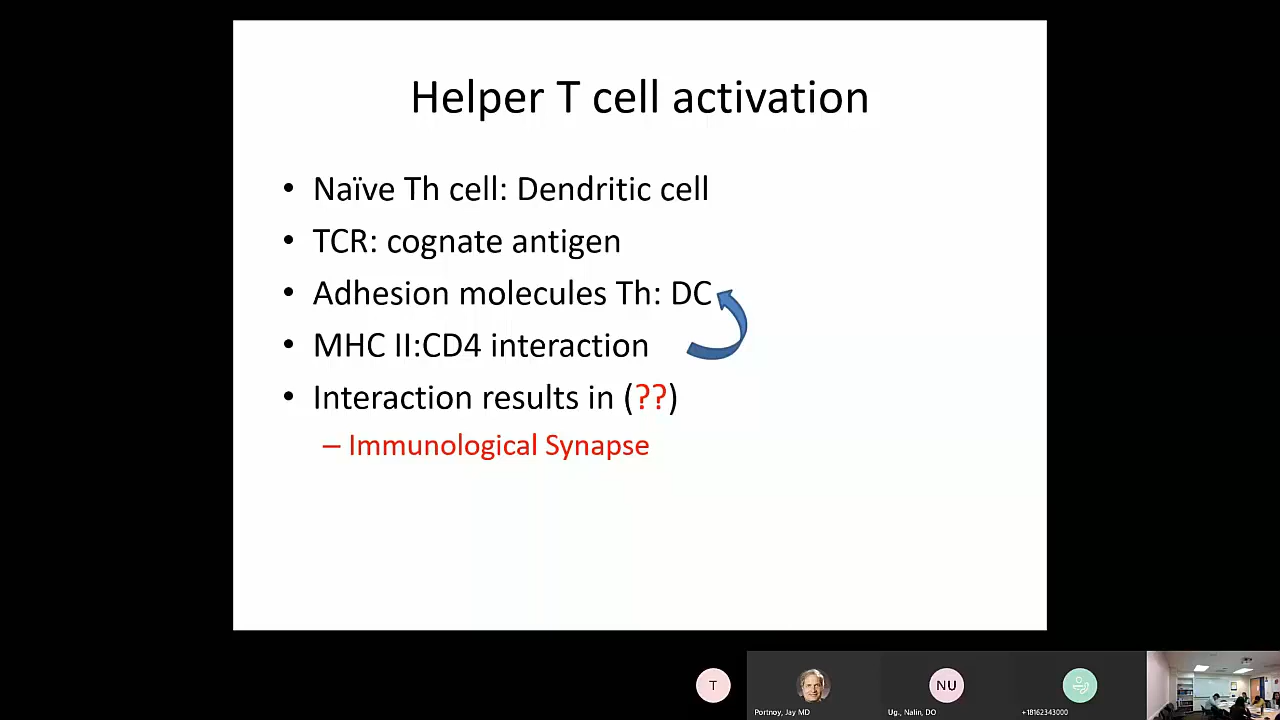 Helper T cell activation
• Naïve Th cell: Dendritic cell
• TCR: cognate antigen
• Adhesion molecules Th: DC
• MHC II:CD4 interaction
• Interaction results in (??)
– Immunological Synapse
T
NU
Portnoy, Jay MD
Ug., Nalin, DO
+18162343000